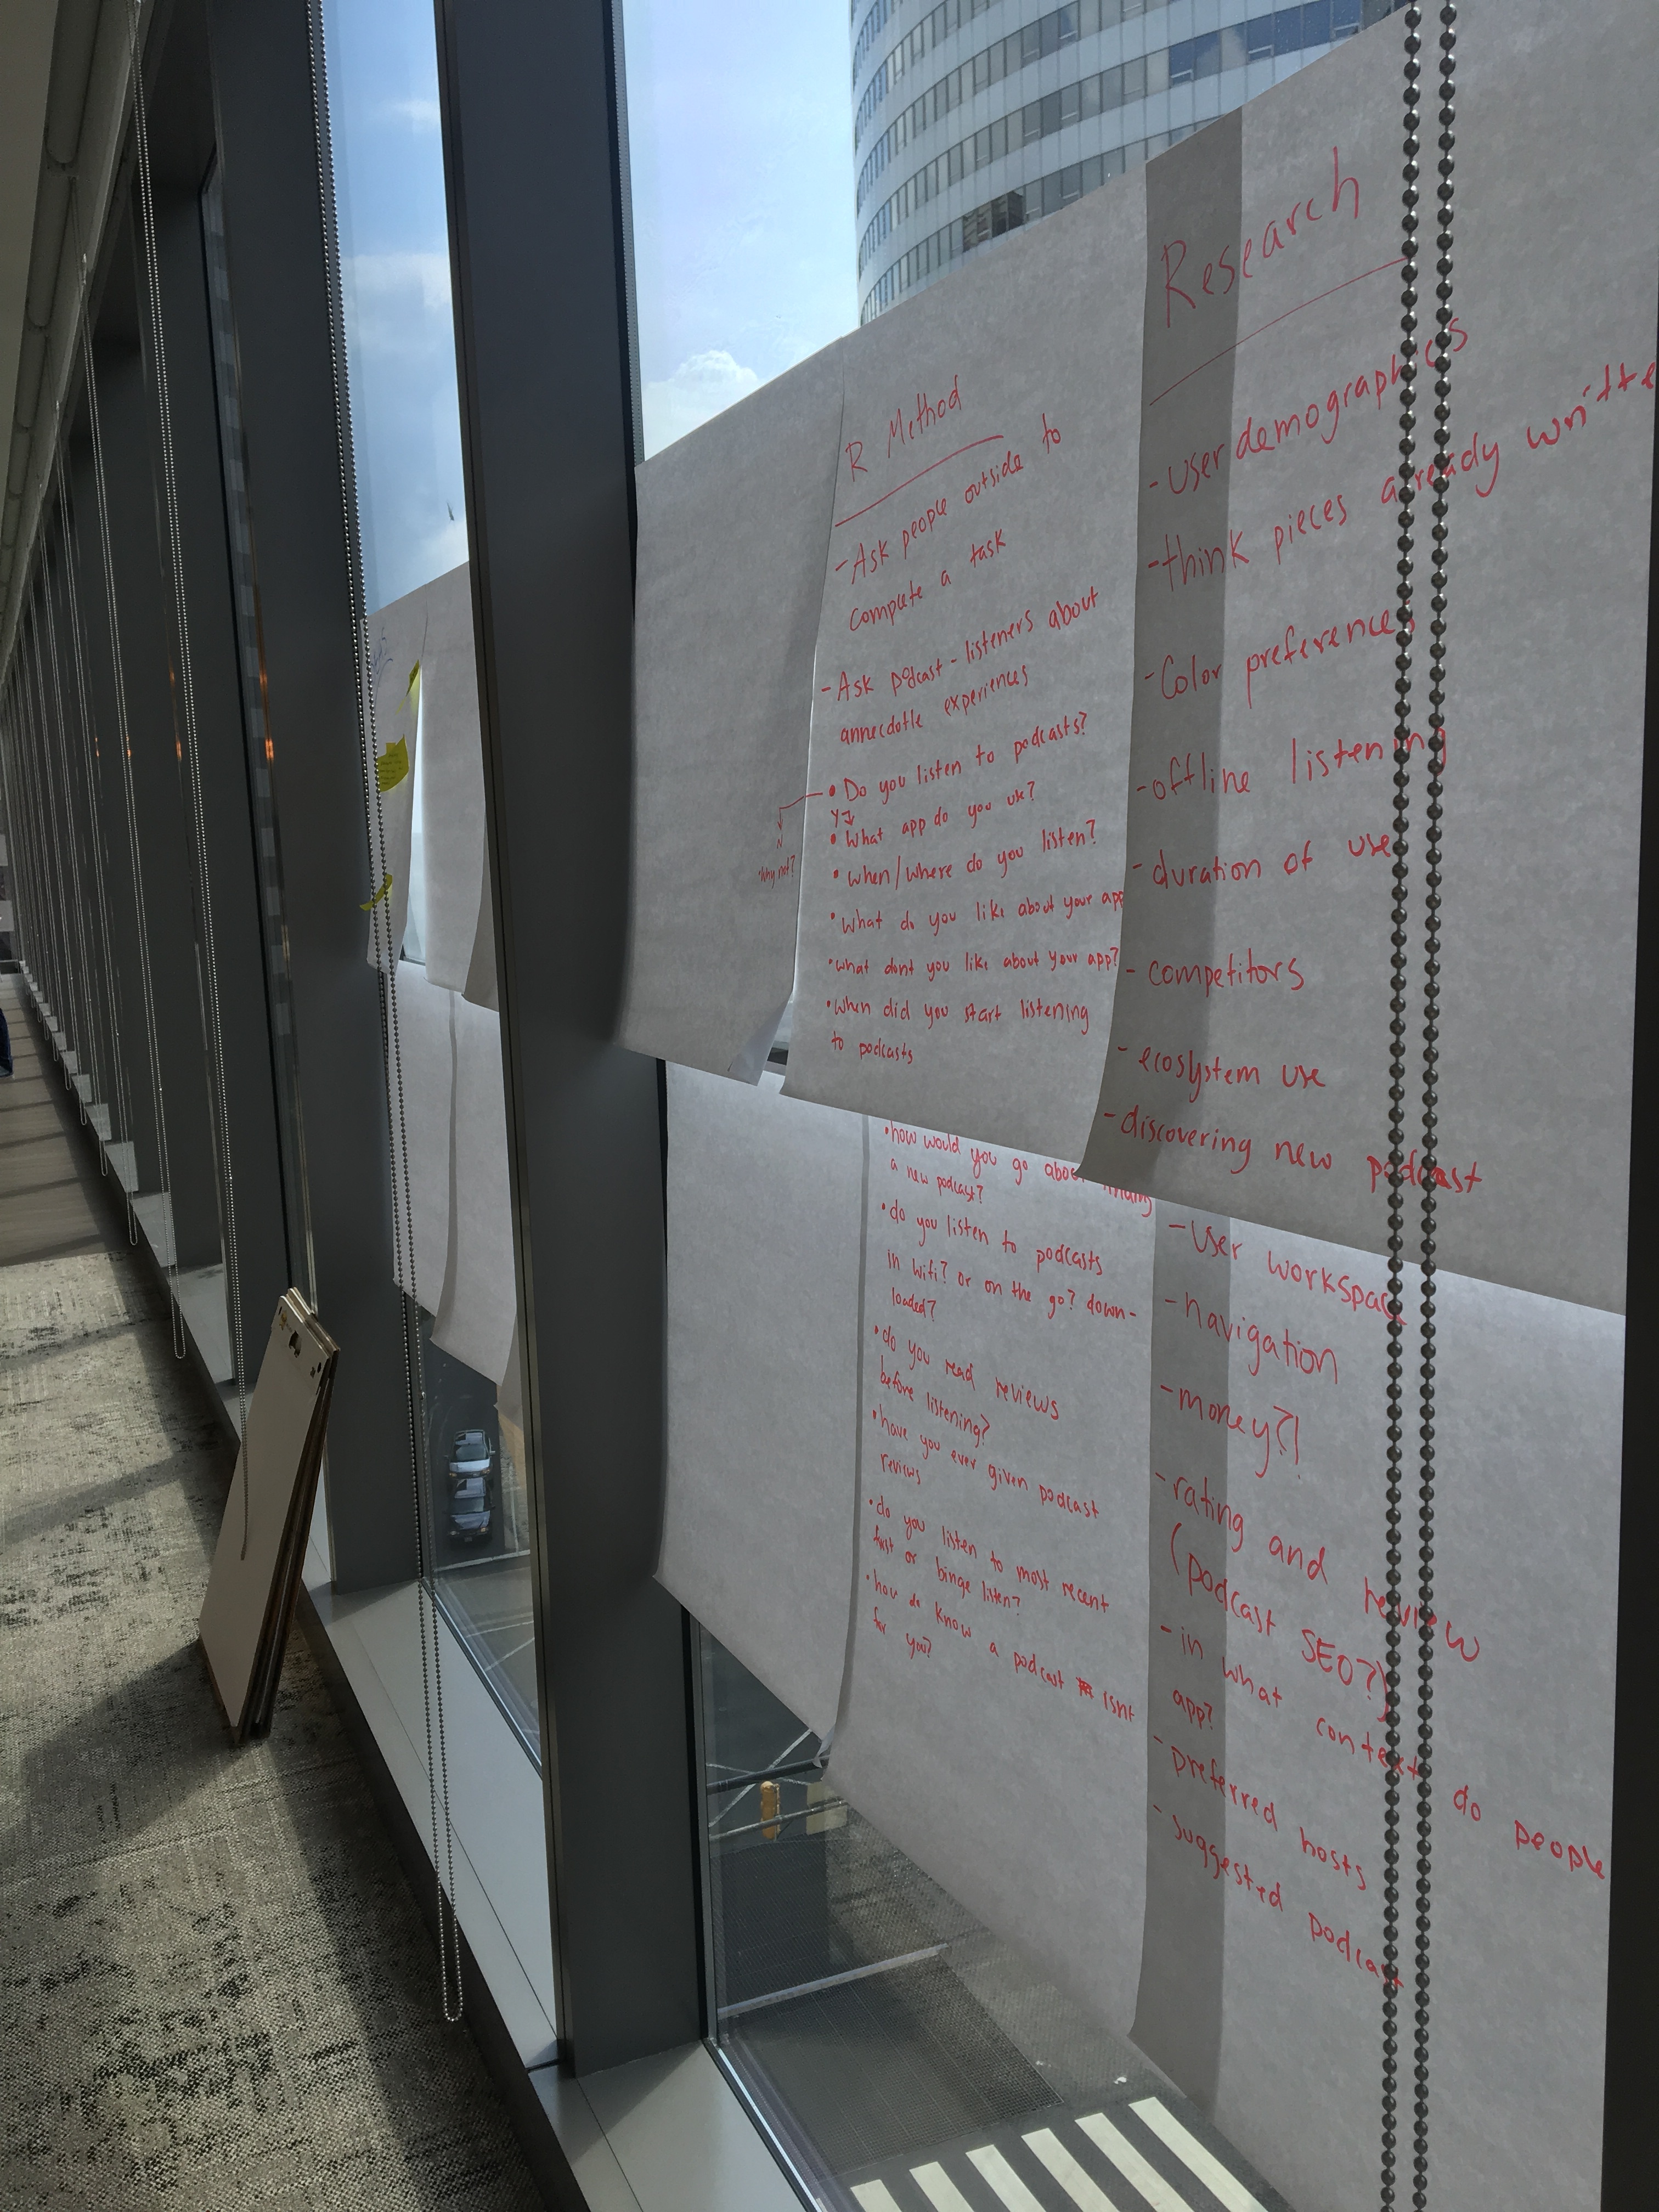 R Method
- Ask people outside to
complete a task
- Ask podcast - listeners about
annecdotle experiences
• Do you listen to podcasts?
Y
N
• Why not?
• What app do you use?
• When/where do you listen?
• What do you like about your app
• what dont you like about your app?
• When did you start listening
to podcasts
• how would you go about finding
a new podcast?
• do you listen to podcasts
in wifi? or on the go? down-
loaded?
• do you read reviews
before listening?
• have you ever given podcast
reviews
• do you listen to most recent
first or binge listen?
• how do know a podcast isnt
for you?
Research
- user demographics
- think pieces already writte
- Color preferences
- offline listening
- duration of use
- competitors
- ecosystem use
- discovering new podcast
- User workspace
- navigation
- money?!
- rating and review
(podcast SEO?)
- in what context do people
app?
- preferred hosts
- suggested podcast